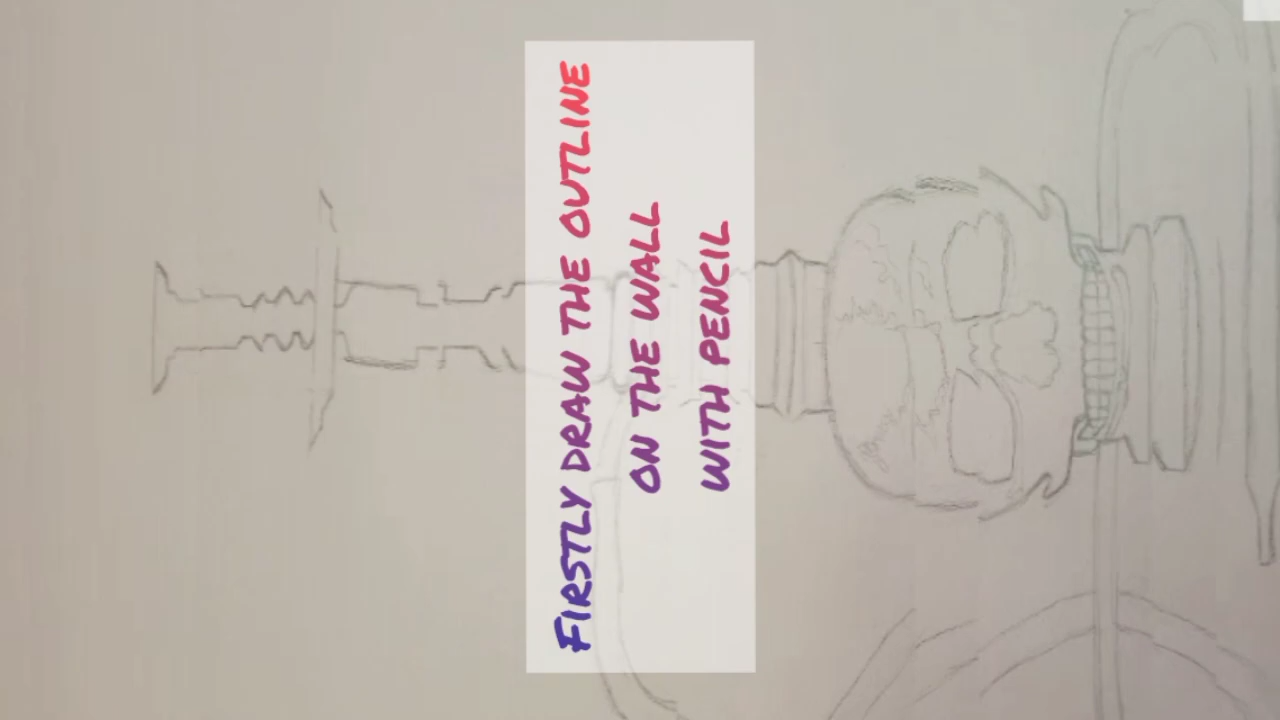 FIRSTLY DRAW THE OUTLINE
ON THE WALL
WITH PENCIL